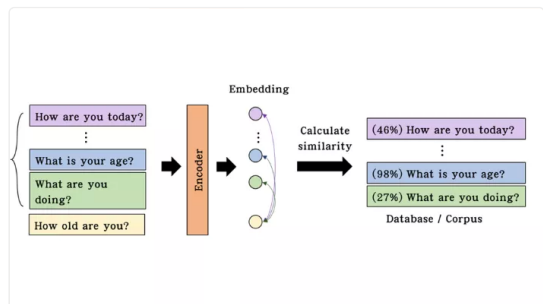 How are you today?
What is your age?
What are you
doing?
How old are you?
Encoder
Embedding
Calculate
similarity
(46%) How are you today?
(98%) What is your age?
(27%) What are you doing?
Database / Corpus